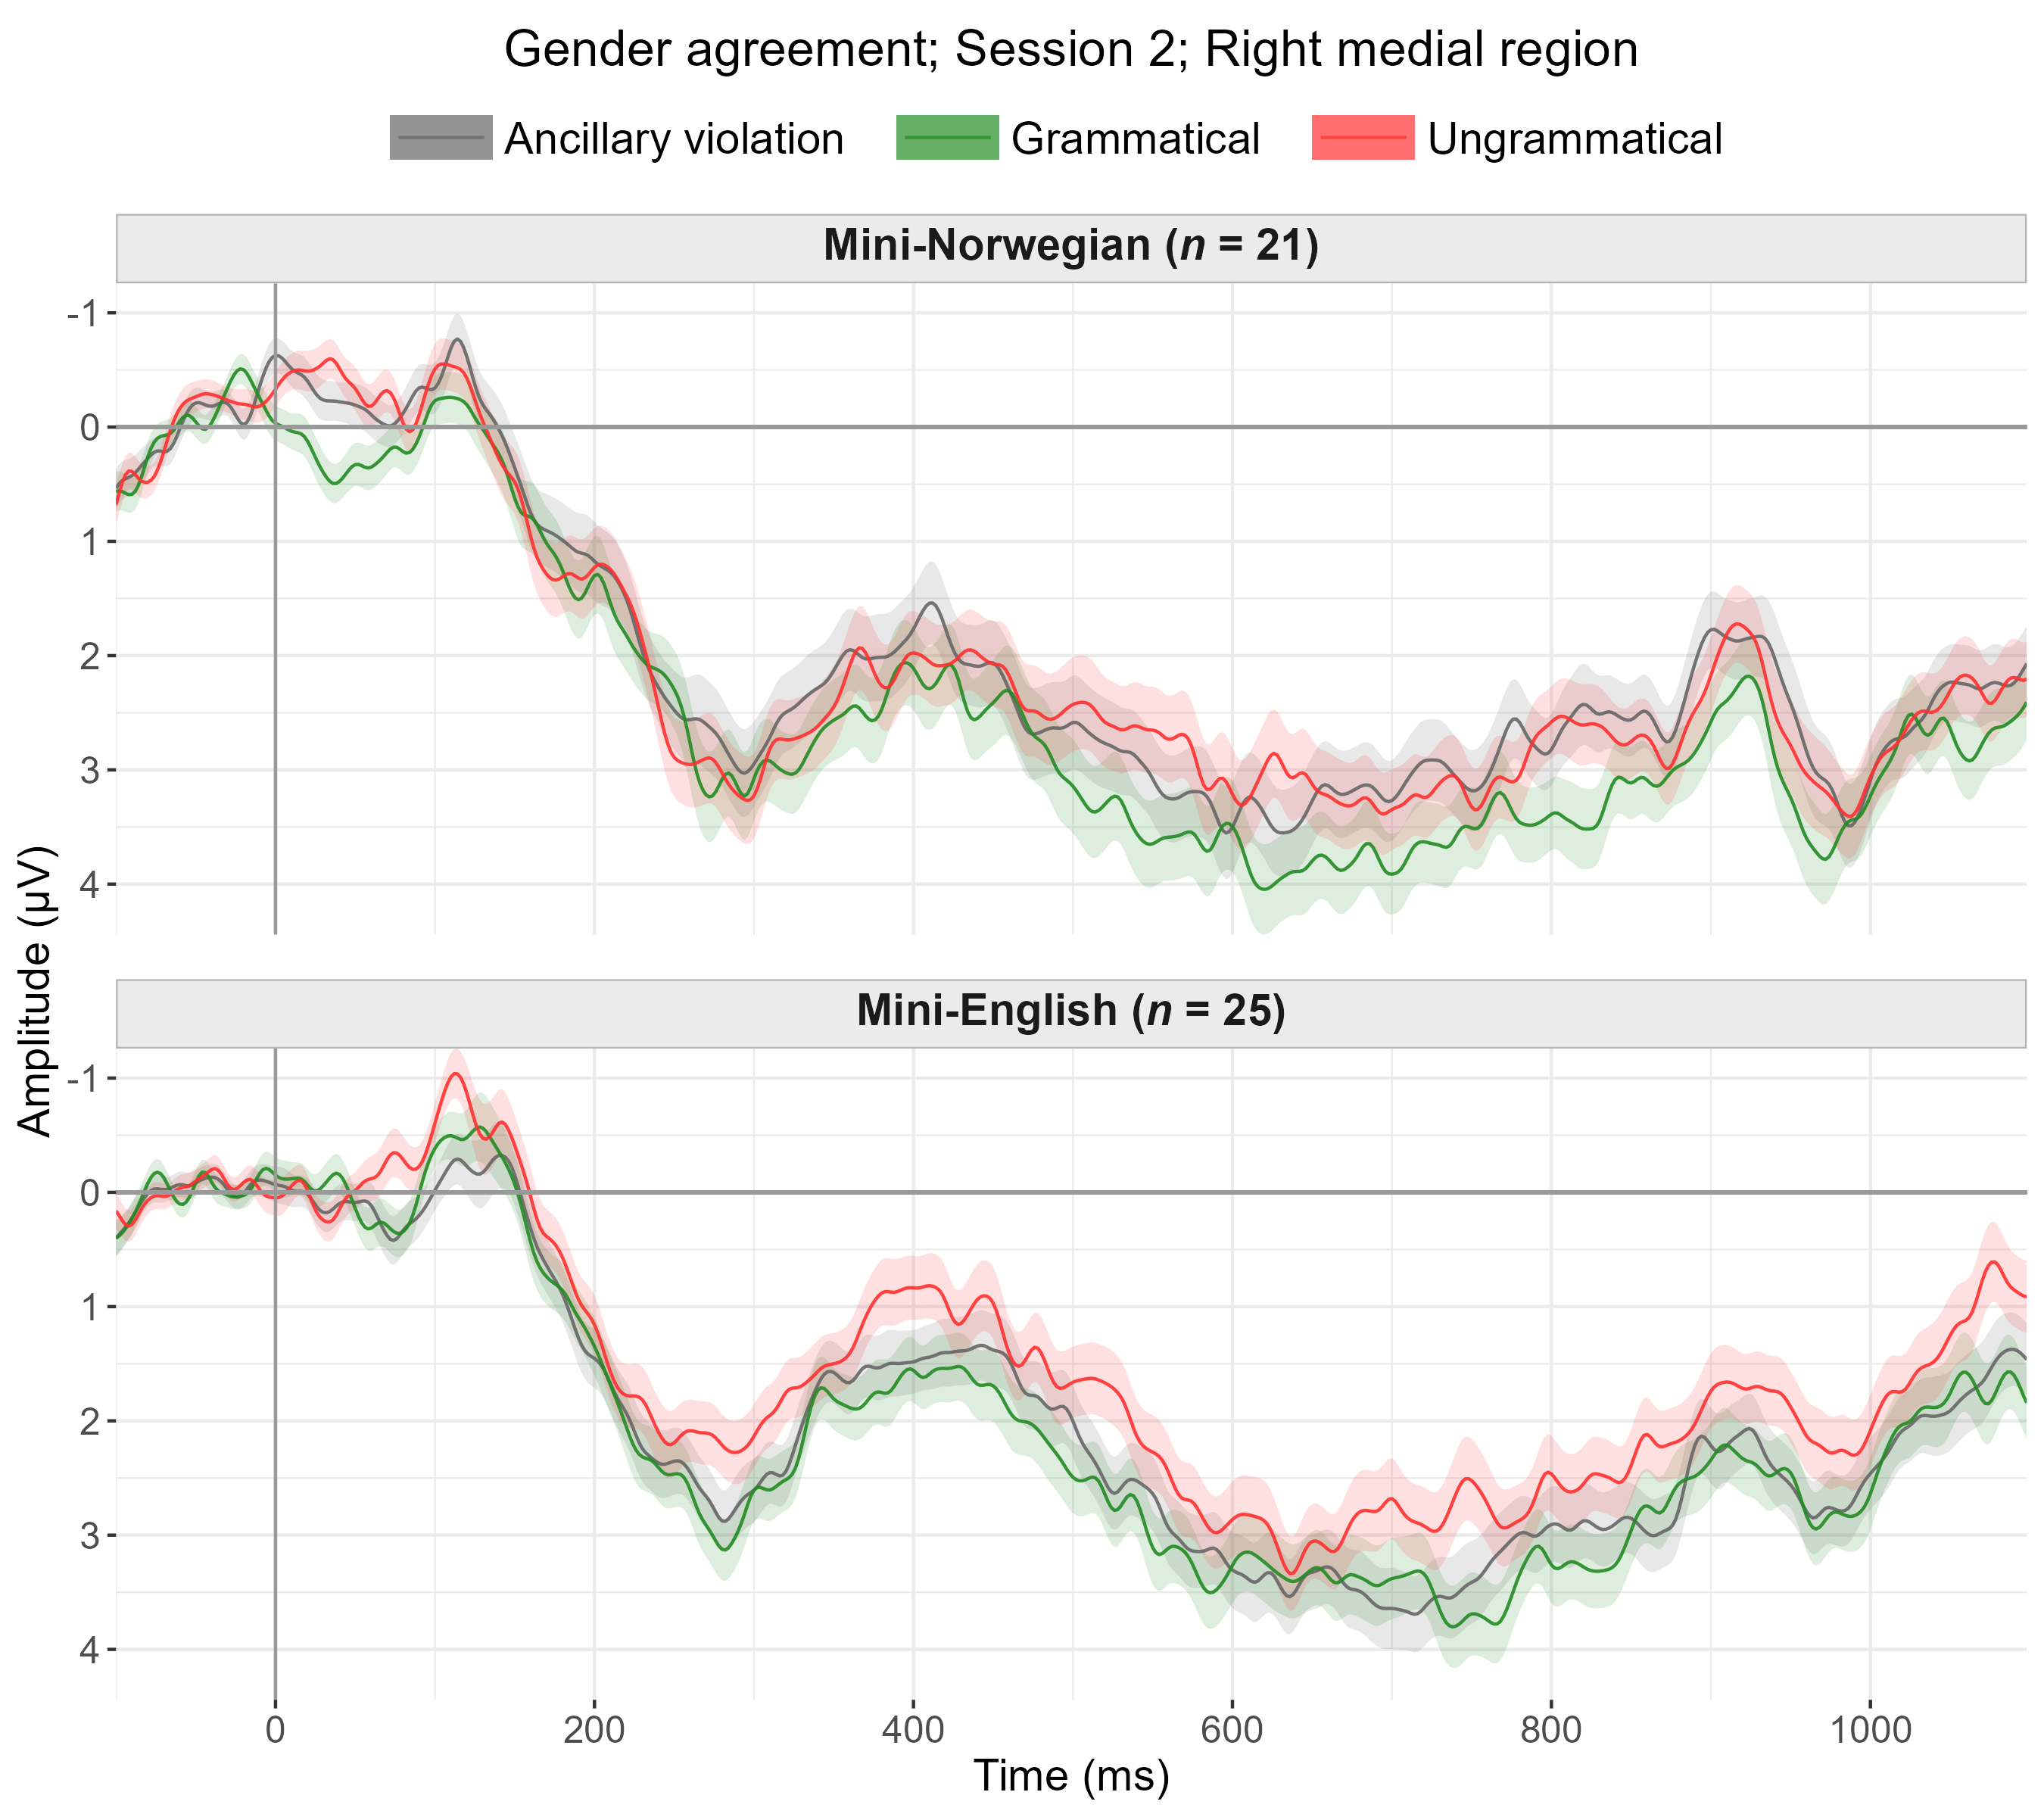 Gender agreement; Session 2; Right medial region
Ancillary violation Grammatical Ungrammatical
Mini-Norwegian (n = 21)
-1
0
1
2
3
4
Mini-English (n = 25)
-1
0
1
2
3
4
Amplitude (µV)
0 200 400 600 800 1000
Time (ms)